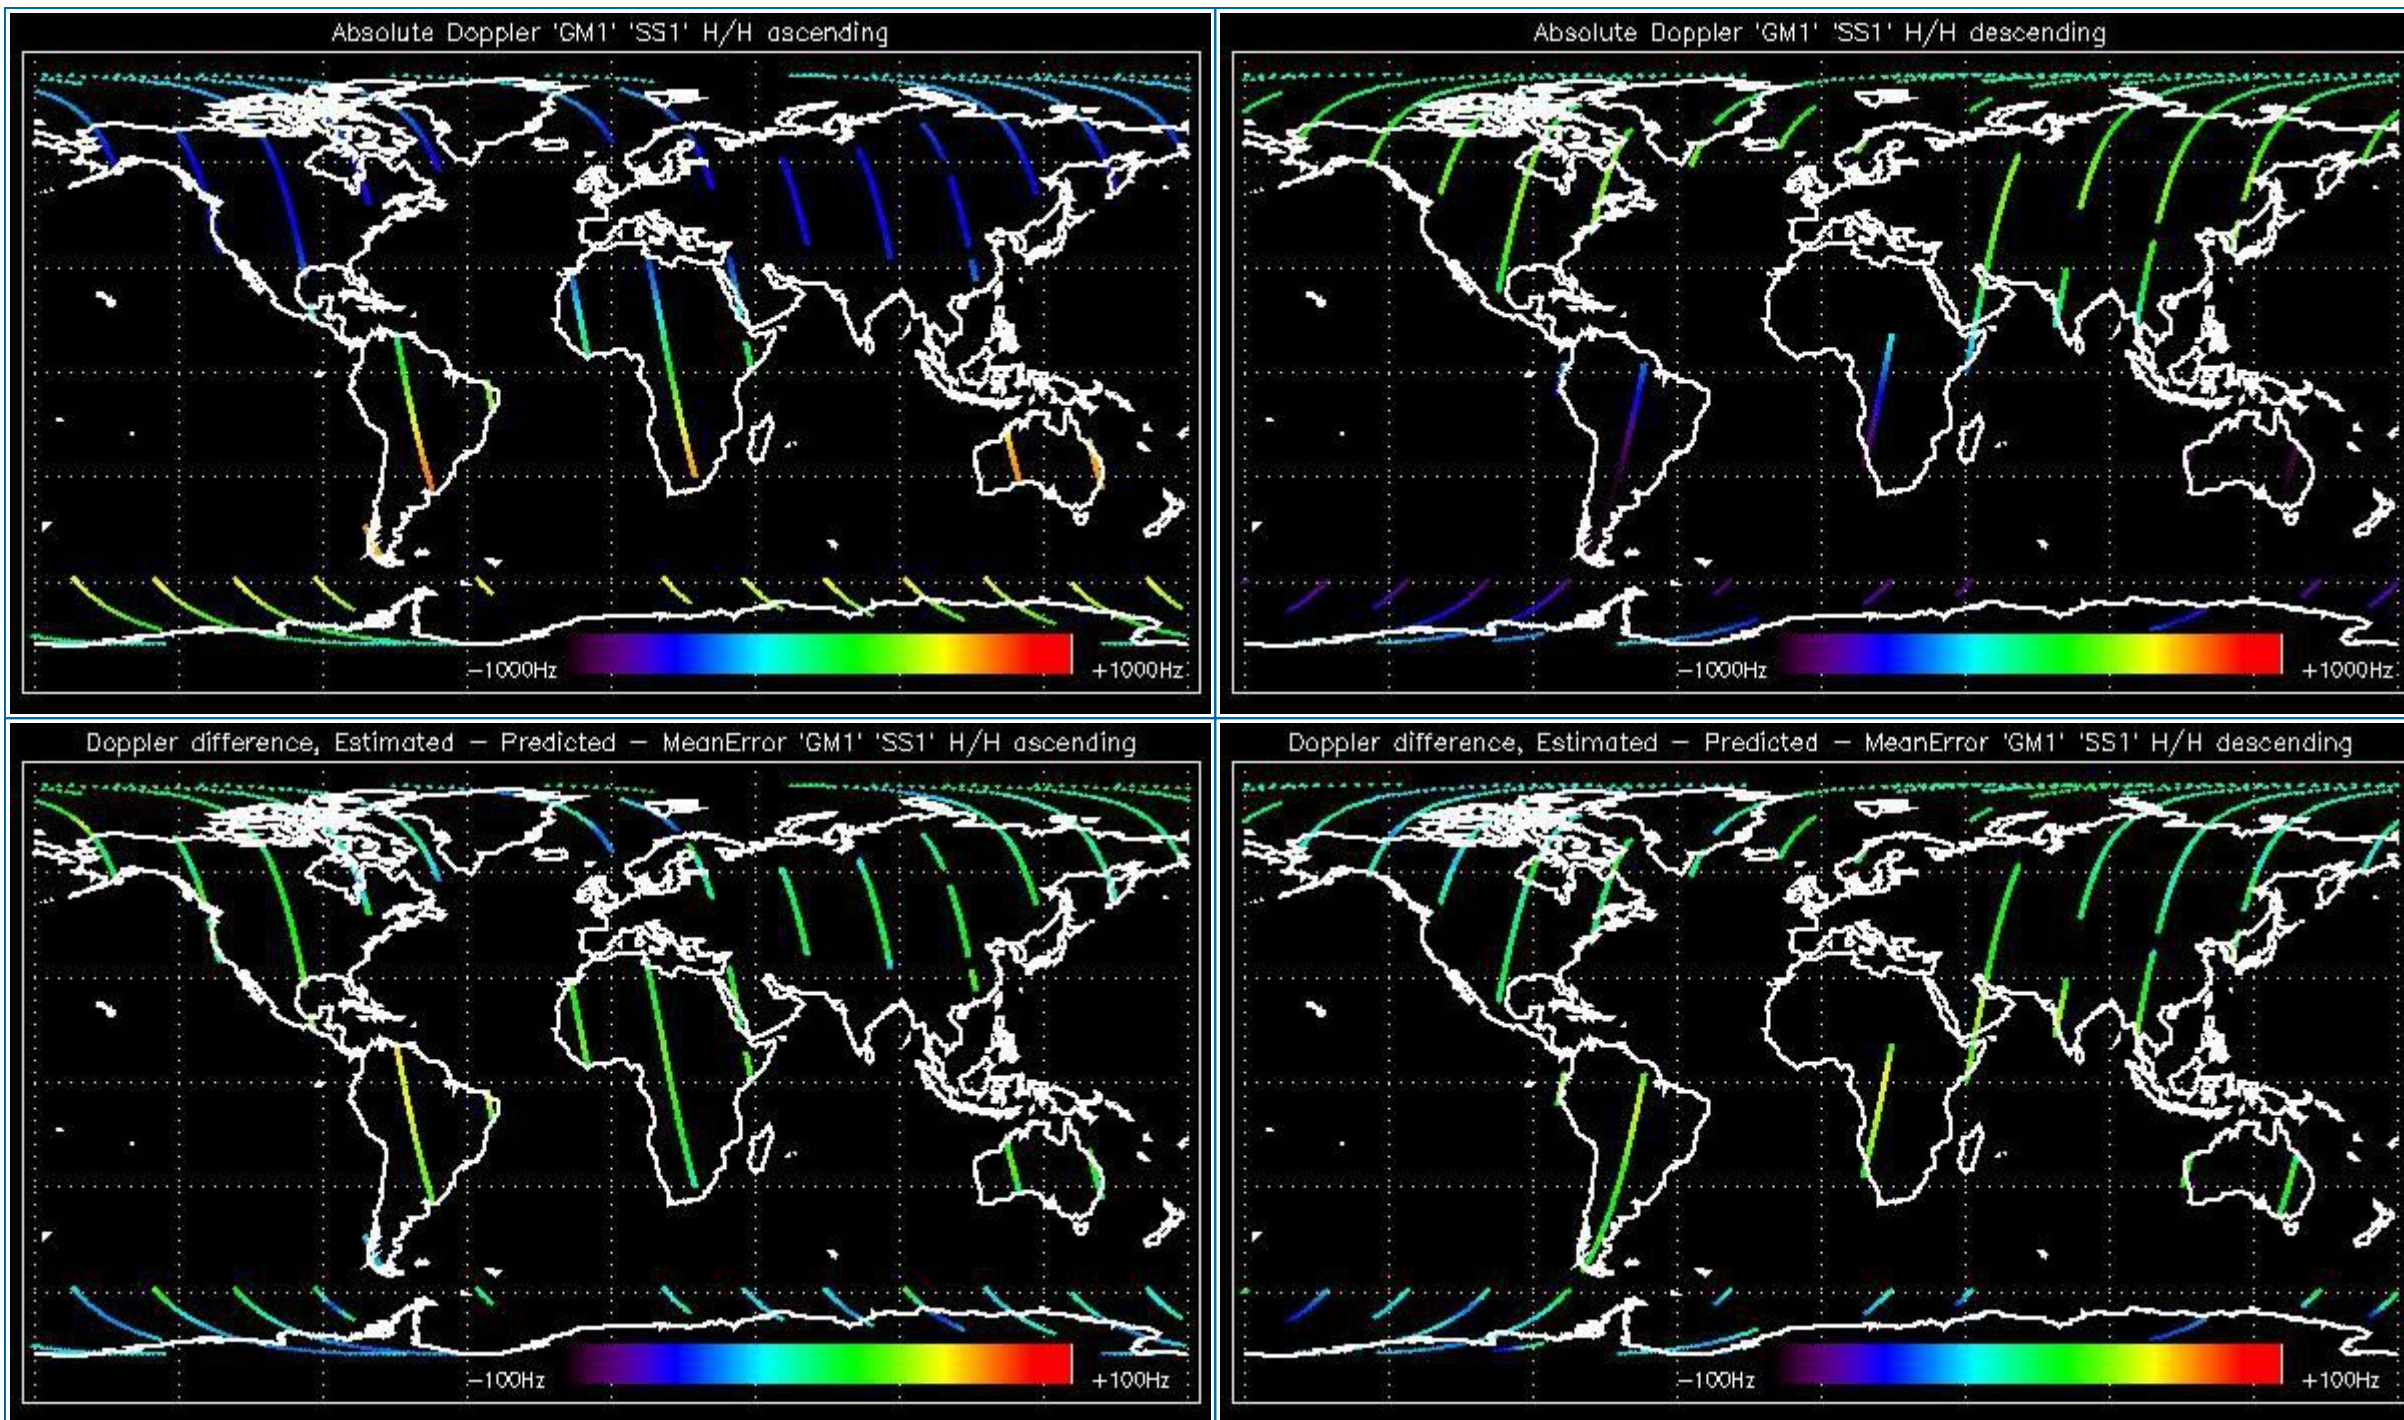 Absolute Doppler 'GM1' 'SS1' H/H ascending
-1000Hz
+1000Hz
Absolute Doppler 'GM1' 'SS1' H/H descending
-1000Hz
+1000Hz
Doppler difference, Estimated - Predicted - MeanError 'GM1' 'SS1' H/H ascending
-100Hz
+100Hz
Doppler difference, Estimated - Predicted - MeanError 'GM1' 'SS1' H/H descending
-100Hz
+100Hz